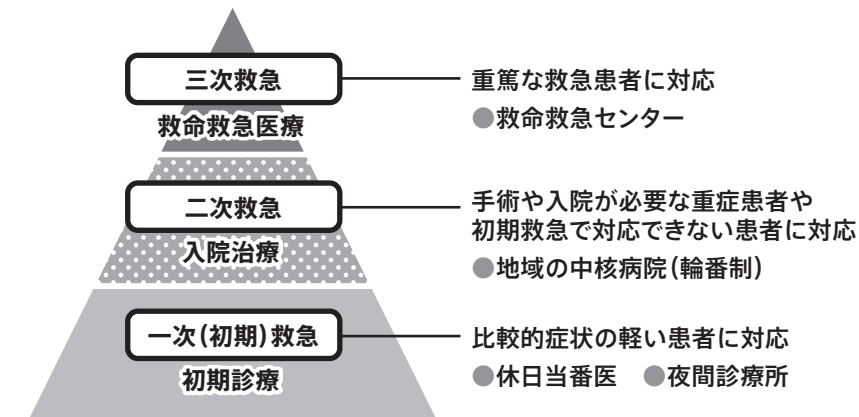 三次救急
救命救急医療
重篤な救急患者に対応
●救命救急センター
二次救急
入院治療
手術や入院が必要な重症患者や
初期救急で対応できない患者に対応
●地域の中核病院(輪番制)
一次(初期)救急
初期診療
比較的症状の軽い患者に対応
●休日当番医 ●夜間診療所